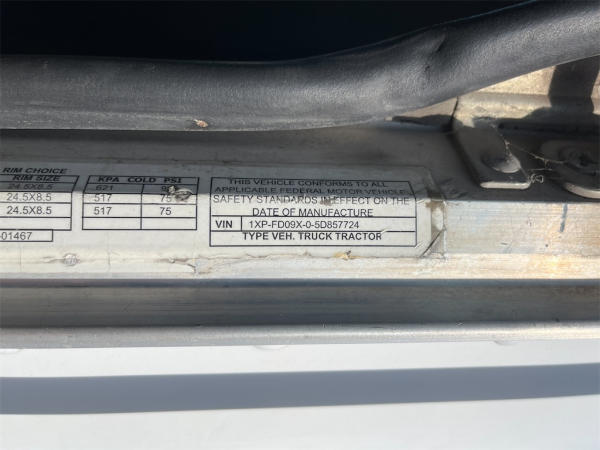 RIM CHOICE
RIM SIZE KPA COLD PSI
24.5X8.5 621
24.5X8.5 517 75
24.5X8.5 517 75
-01467
THIS VEHICLE CONFORMS TO ALL
APPLICABLE FEDERAL MOTOR VEHICLE
SAFETY STANDARDS IN EFFECT ON THE
DATE OF MANUFACTURE
VIN 1XP-FD09X-0-5D857724
TYPE VEH. TRUCK TRACTOR